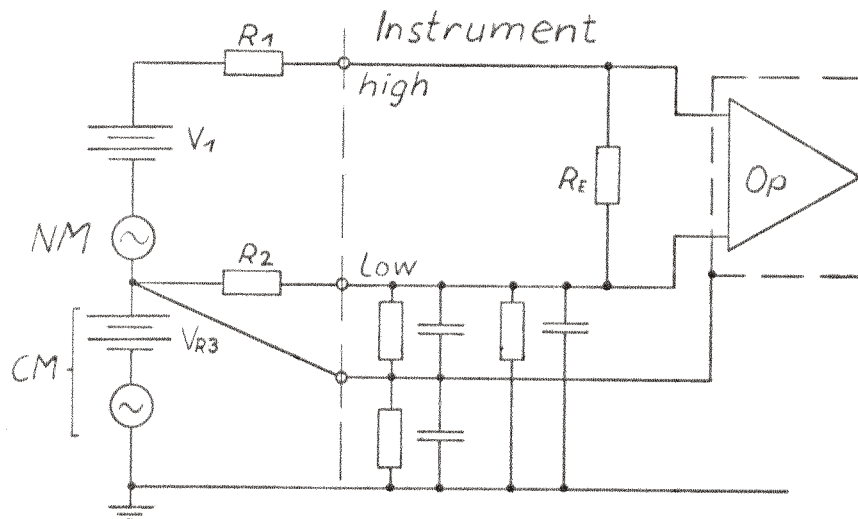 Instrument
R1
high
V1
RE
Op
NM
R2
Low
VR3
CM